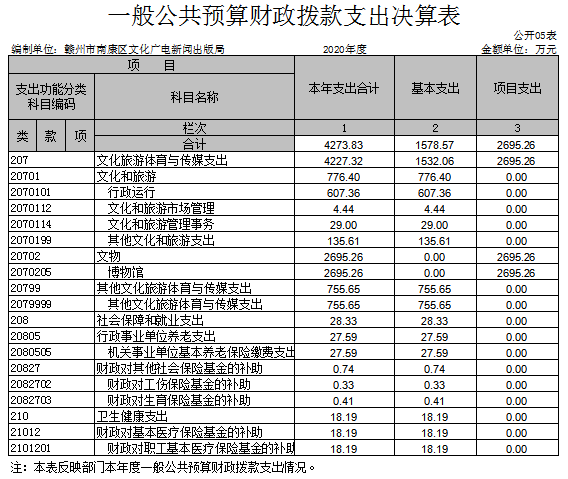 一般公共预算财政拨款支出决算表
公开05表
编制单位：赣州市南康区文化广电新闻出版局 2020年度 金额单位：万元
项 目 本年支出合计 基本支出 项目支出
支出功能分类科目编码 科目名称
类 款 项 栏次 1 2 3
合计 4273.83 1578.57 2695.26
207 文化旅游体育与传媒支出 4227.32 1532.06 2695.26
20701 文化和旅游 776.40 776.40 0.00
2070101 行政运行 607.36 607.36 0.00
2070112 文化和旅游市场管理 4.44 4.44 0.00
2070114 文化和旅游管理事务 29.00 29.00 0.00
2070199 其他文化和旅游支出 135.61 135.61 0.00
20702 文物 2695.26 0.00 2695.26
2070205 博物馆 2695.26 0.00 2695.26
20799 其他文化旅游体育与传媒支出 755.65 755.65 0.00
2079999 其他文化旅游体育与传媒支出 755.65 755.65 0.00
208 社会保障和就业支出 28.33 28.33 0.00
20805 行政事业单位养老支出 27.59 27.59 0.00
2080505 机关事业单位基本养老保险缴费支出 27.59 27.59 0.00
20827 财政对其他社会保险基金的补助 0.74 0.74 0.00
2082702 财政对工伤保险基金的补助 0.33 0.33 0.00
2082703 财政对生育保险基金的补助 0.41 0.41 0.00
210 卫生健康支出 18.19 18.19 0.00
21012 财政对基本医疗保险基金的补助 18.19 18.19 0.00
2101201 财政对职工基本医疗保险基金的补助 18.19 18.19 0.00
注：本表反映部门本年度一般公共预算财政拨款支出情况。